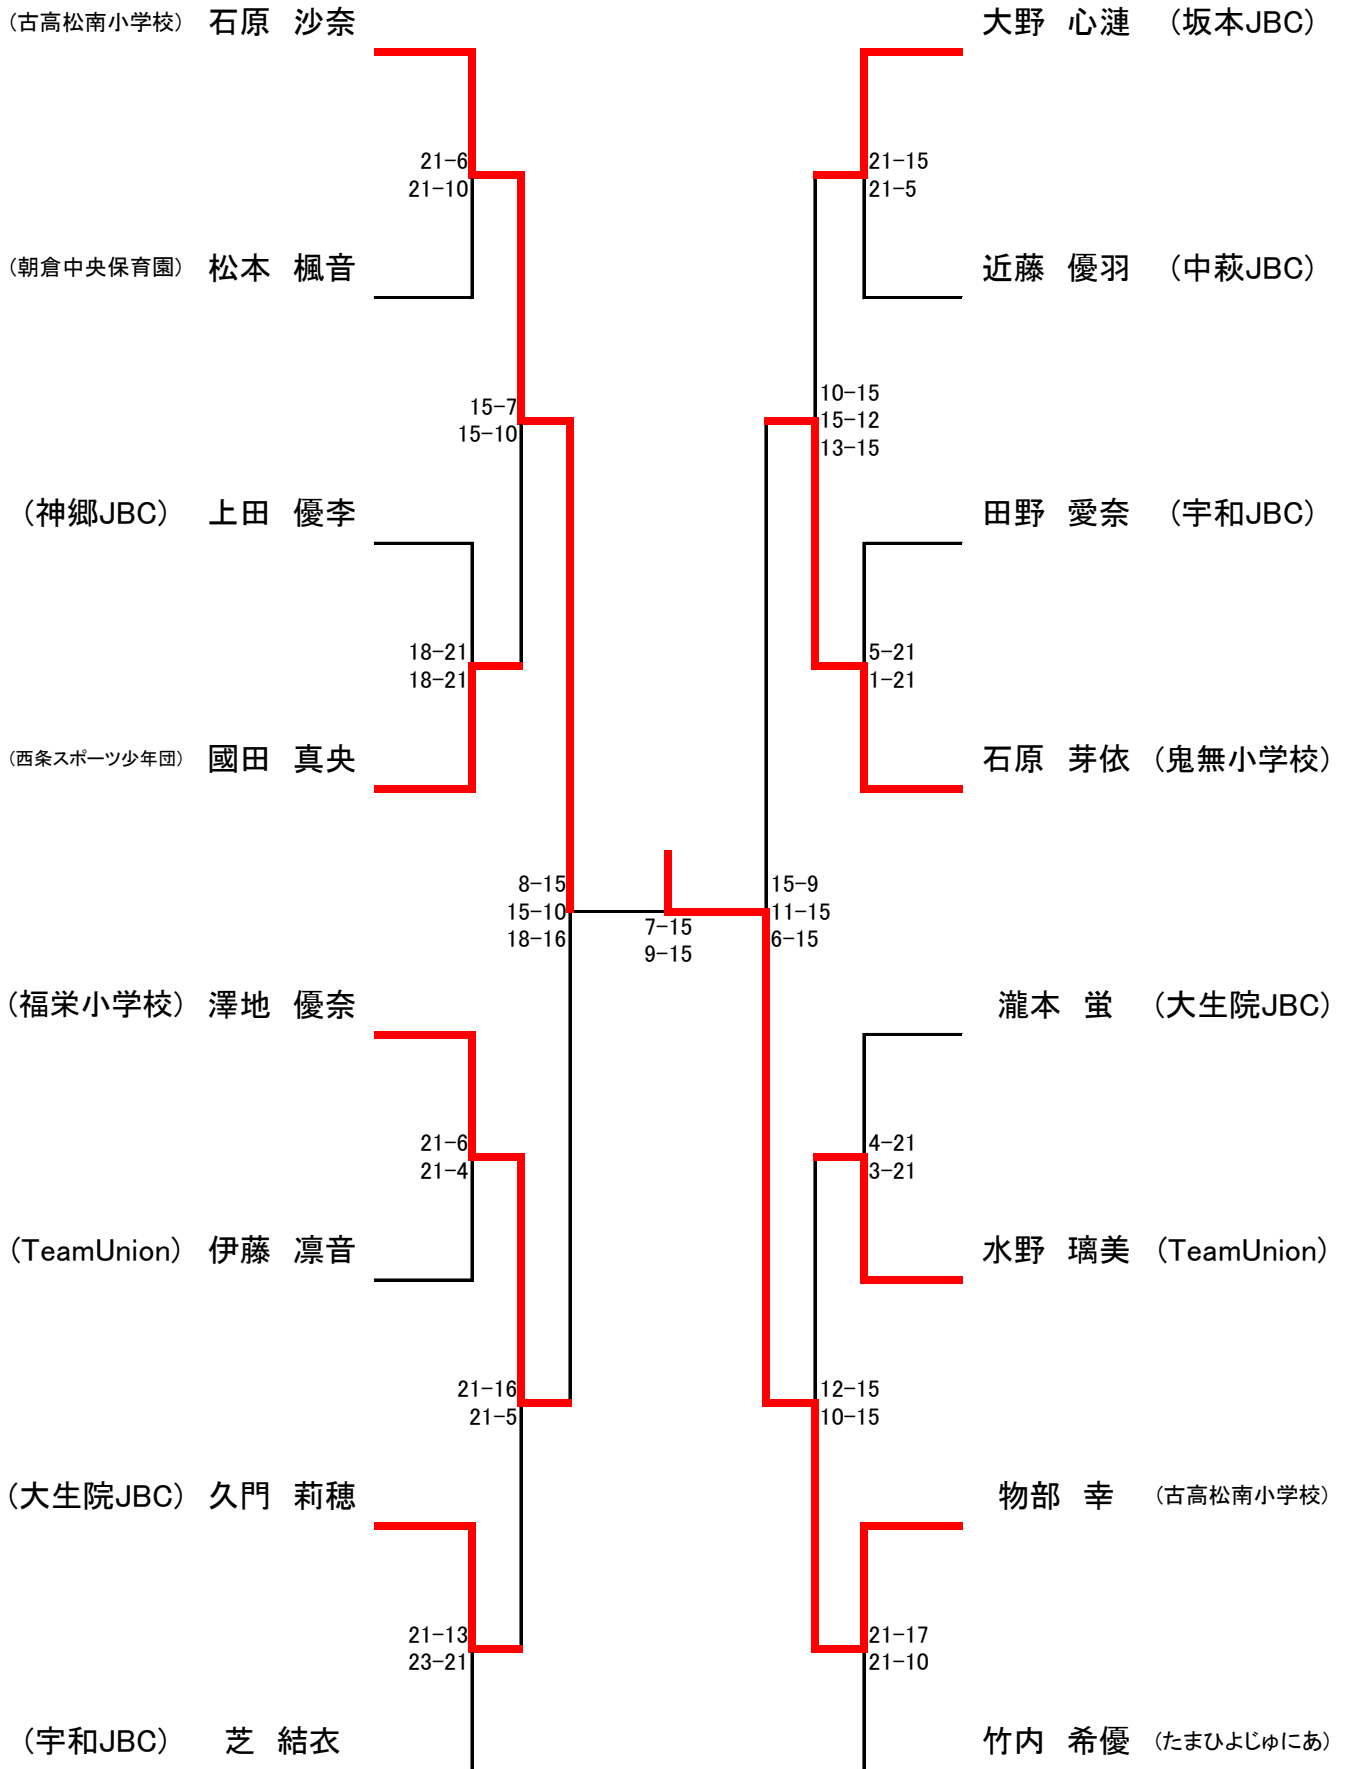 (古高松南小学校) 石原 沙奈
大野 心漣 (坂本JBC)
21-6
21-10
21-15
21-5
(朝倉中央保育園) 松本 楓音
近藤 優羽 (中萩JBC)
15-7
15-10
10-15
15-12
13-15
(神郷JBC) 上田 優李
田野 愛奈 (宇和JBC)
18-21
18-21
5-21
1-21
(西条スポーツ少年団) 國田 真央
石原 芽依 (鬼無小学校)
8-15
15-10
18-16
7-15
9-15
15-9
11-15
6-15
(福栄小学校) 澤地 優奈
瀧本 蛍 (大生院JBC)
21-6
21-4
4-21
3-21
(TeamUnion) 伊藤 凛音
水野 璃美 (TeamUnion)
21-16
21-5
12-15
10-15
(大生院JBC) 久門 莉穂
物部 幸 (古高松南小学校)
21-13
23-21
21-17
21-10
(宇和JBC) 芝 結衣
竹内 希優 (たまひよじゅにあ)